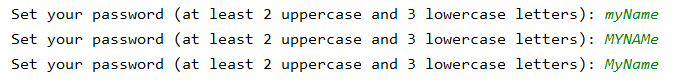 Set your password (at least 2 uppercase and 3 lowercase letters): myName
Set your password (at least 2 uppercase and 3 lowercase letters): MYNAMe
Set your password (at least 2 uppercase and 3 lowercase letters): MyName